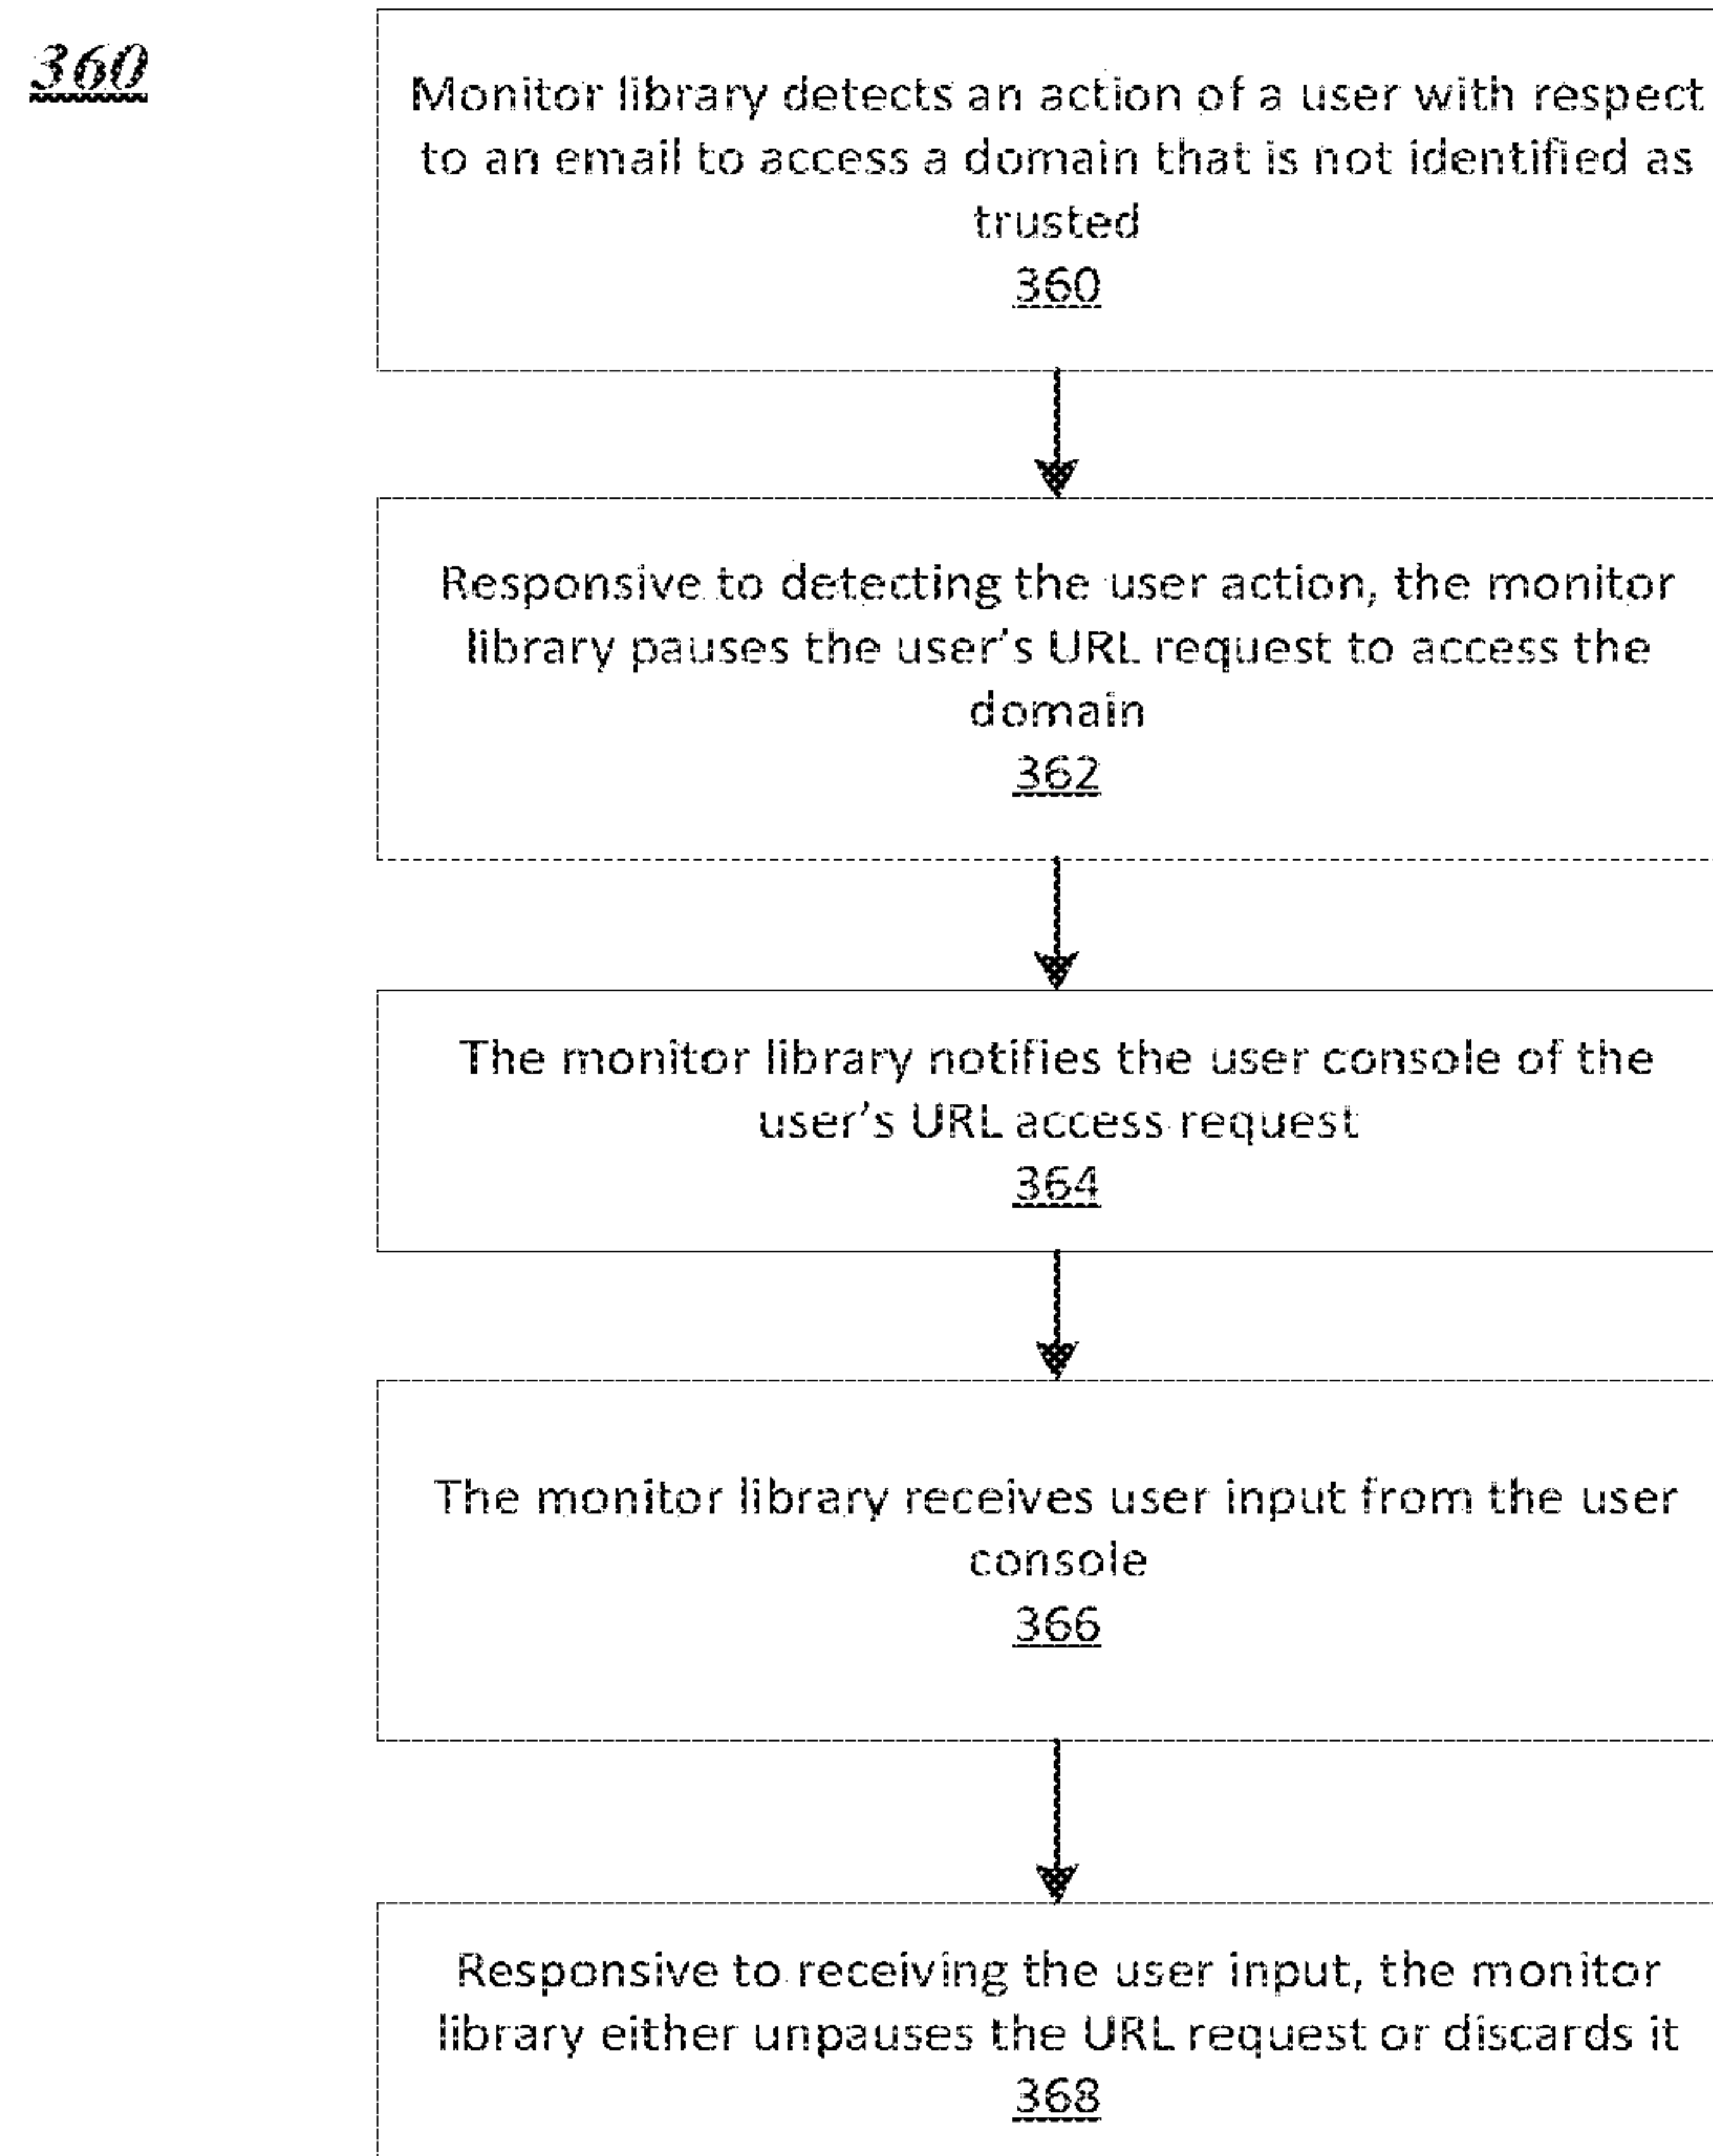 360
Monitor library detects an action of a user with respect
to an email to access a domain that is not identified as
trusted
360
Responsive to detecting the user action, the monitor
library pauses the user's URL request to access the
domain
362
The monitor library notifies the user console of the
user's URL access request
364
The monitor library receives user input from the user
console
366
Responsive to receiving the user input, the monitor
library either unpauses the URL request or discards it
368